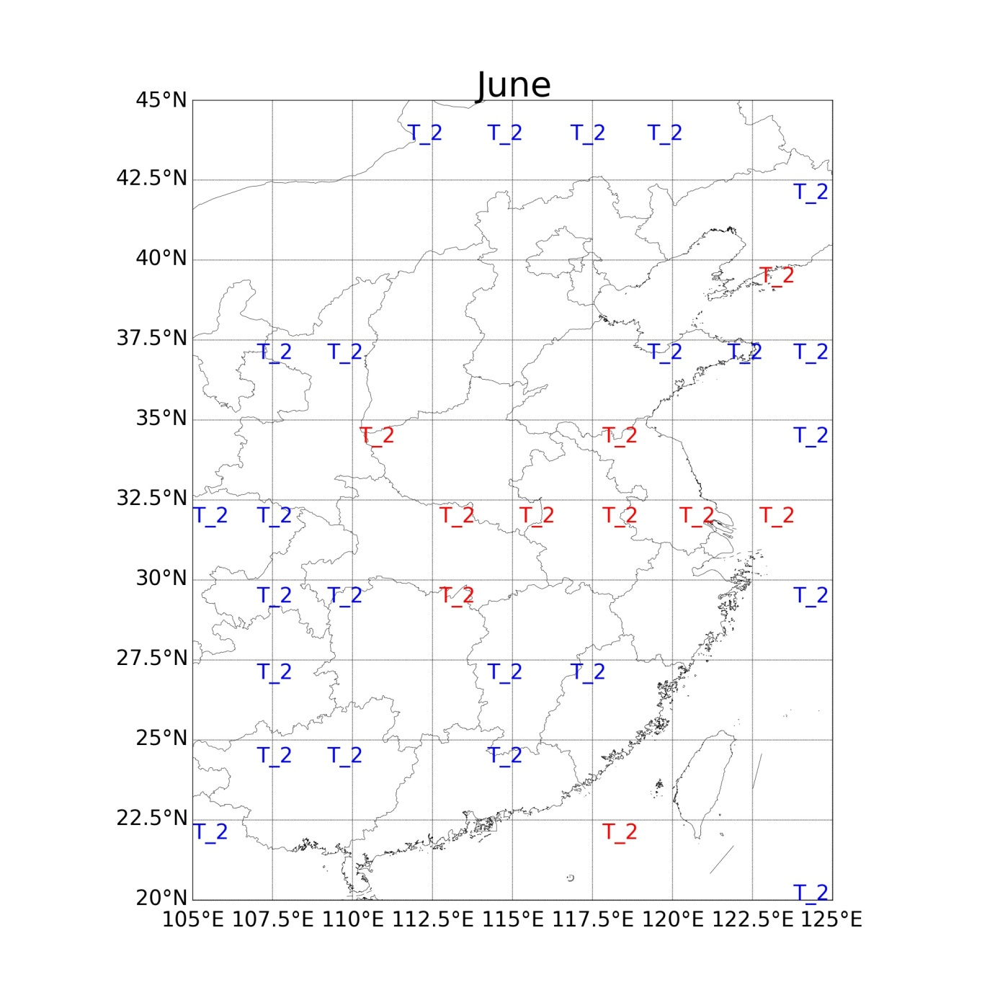 June
45°N
T_2 T_2 T_2 T_2
42.5°N
T_2
40°N
T_2
37.5°N
T_2 T_2 T_2 T_2 T_2
35°N
T_2 T_2 T_2
32.5°N
T_2 T_2 T_2 T_2 T_2 T_2 T_2
30°N
T_2 T_2 T_2 T_2
27.5°N
T_2 T_2 T_2
25°N
T_2 T_2 T_2
22.5°N
T_2 T_2
T_2
20°N
105°E 107.5°E 110°E 112.5°E 115°E 117.5°E 120°E 122.5°E 125°E